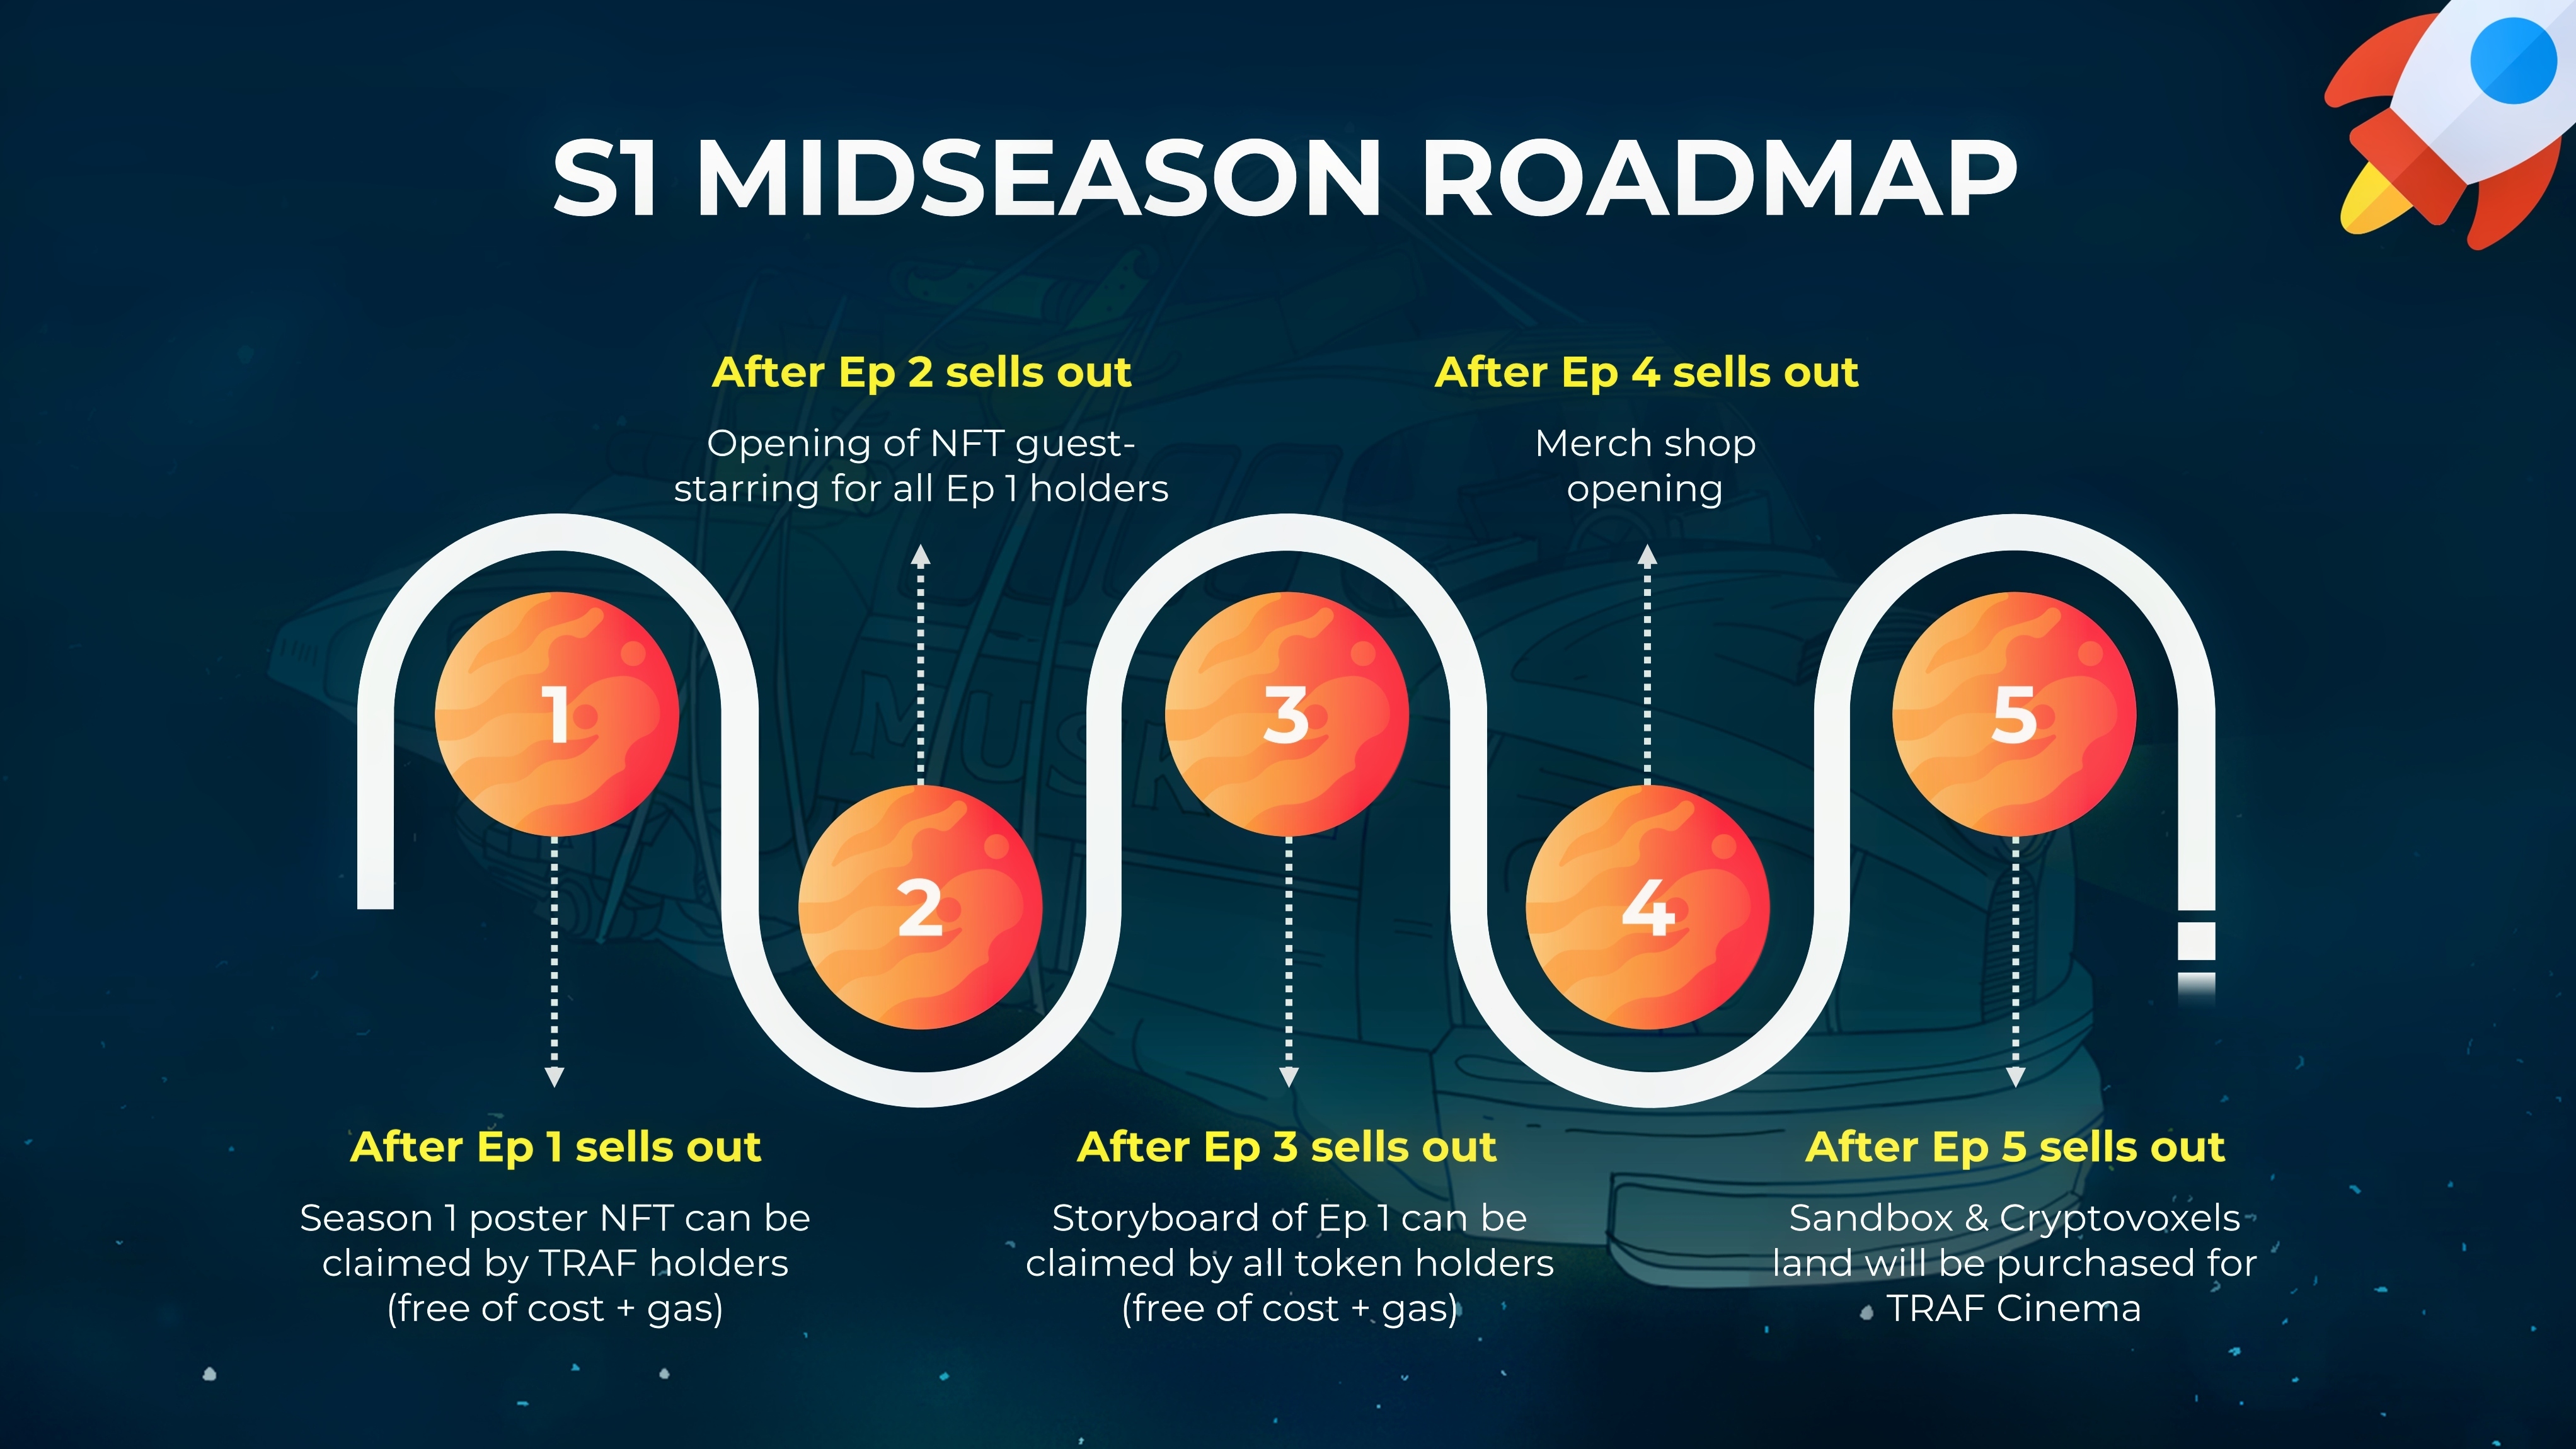 S1 MIDSEASON ROADMAP
After Ep 2 sells out
Opening of NFT guest-
starring for all Ep 1 holders
After Ep 4 sells out
Merch shop
opening
1
2
3
4
5
After Ep 1 sells out
Season 1 poster NFT can be
claimed by TRAF holders
(free of cost + gas)
After Ep 3 sells out
Storyboard of Ep 1 can be
claimed by all token holders
(free of cost + gas)
After Ep 5 sells out
Sandbox & Cryptovoxels
land will be purchased for
TRAF Cinema